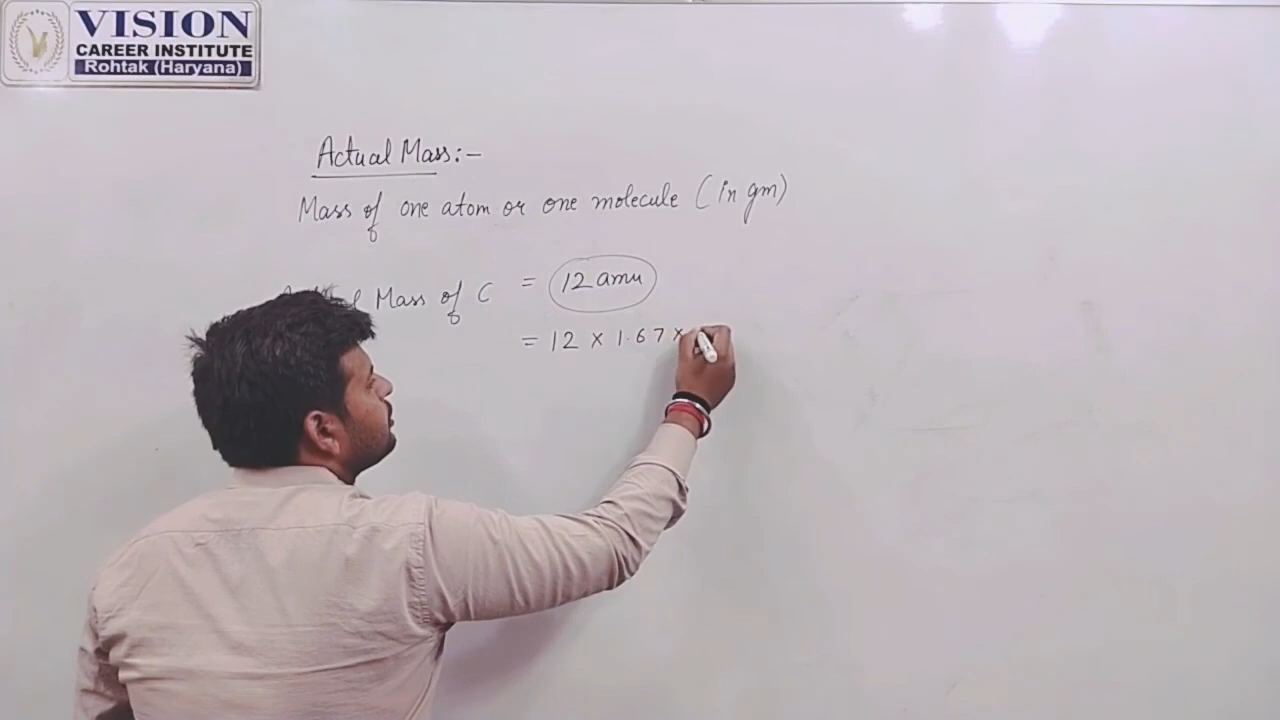 VISION
CAREER INSTITUTE
Rohtak (Haryana)
Actual Mass:-
Mass of one atom or one molecule (in gm)
Mass of C = 12 amu
= 12 × 1.67 ×